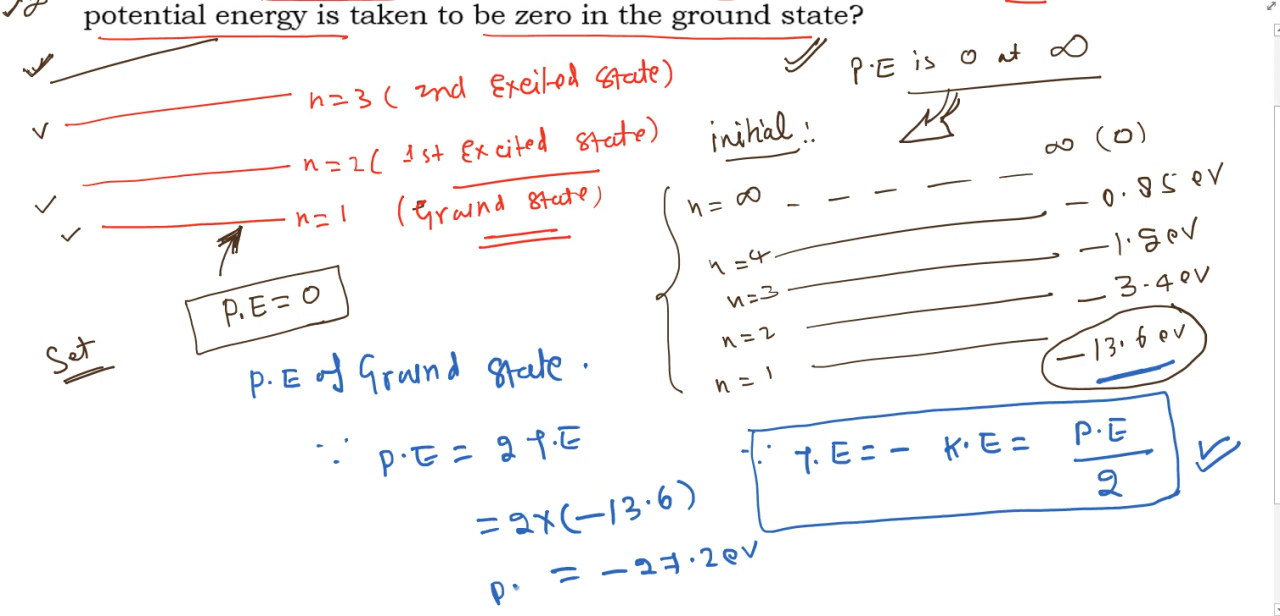 potential energy is taken to be zero in the ground state?
P.E is 0 at ∞
n=3 ( 2nd Excited State)
n=2( 1st Excited State)
n=1 (Ground State)
P.E=0
Set
initial :
n=∞ ∞ (0)
n=4 -0.85 eV
n=3 -1.5 eV
n=2 -3.4 eV
n=1 -13.6 eV
P.E of Ground State.
∵ P.E = 2 T.E
= 2x(-13.6)
P. = -27.2 eV
∵ T.E = - K.E = P.E
2